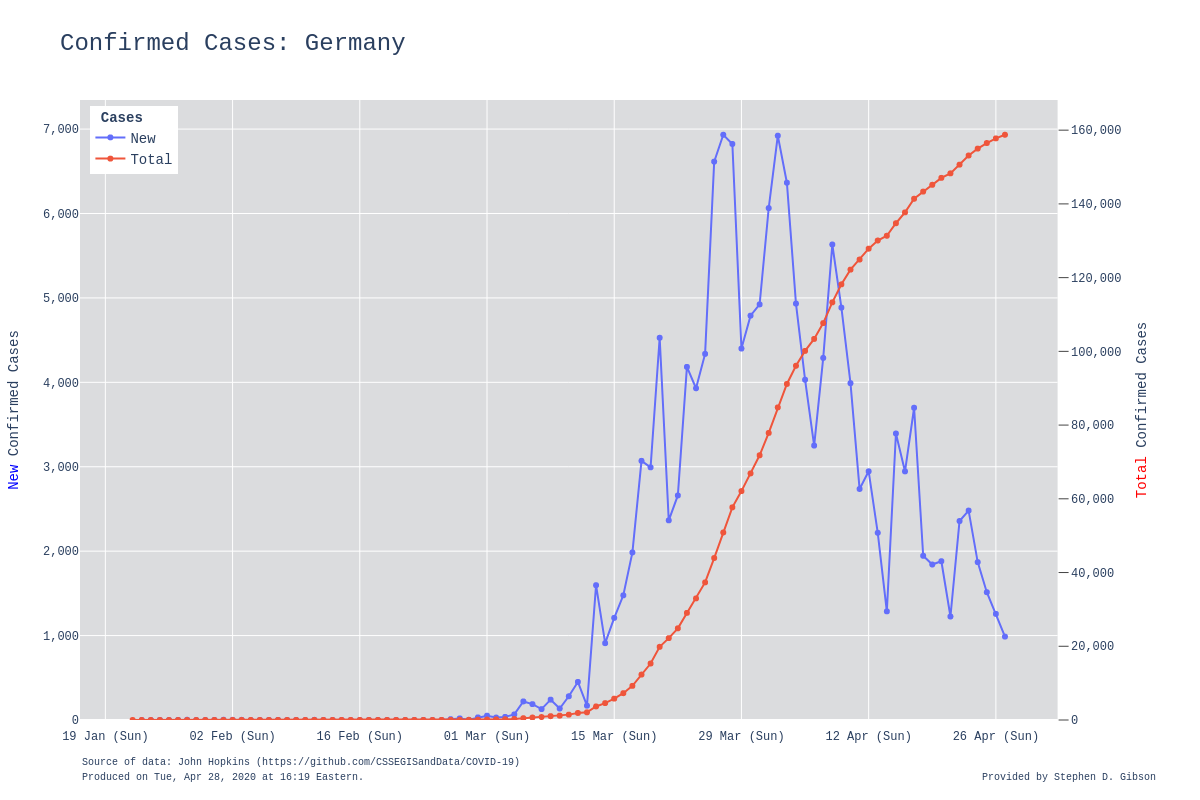 Confirmed Cases: Germany
Cases
New
Total
7,000
6,000
5,000
4,000
3,000
2,000
1,000
0
New Confirmed Cases
160,000
140,000
120,000
100,000
80,000
60,000
40,000
20,000
0
Total Confirmed Cases
19 Jan (Sun) 02 Feb (Sun) 16 Feb (Sun) 01 Mar (Sun) 15 Mar (Sun) 29 Mar (Sun) 12 Apr (Sun) 26 Apr (Sun)
Source of data: John Hopkins (https://github.com/CSSEGISandData/COVID-19)
Produced on Tue, Apr 28, 2020 at 16:19 Eastern.
Provided by Stephen D. Gibson